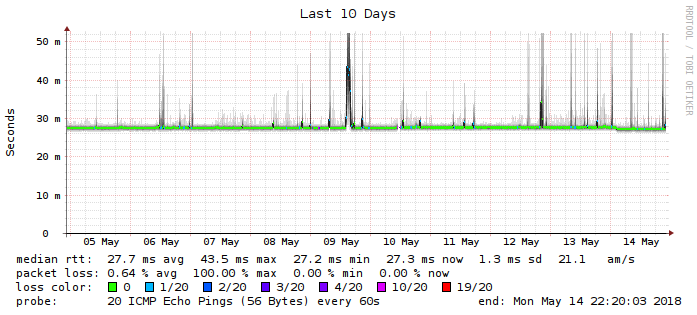 Last 10 Days
RRDTOOL / TOBI OETIKER
Seconds
50 m
40 m
30 m
20 m
10 m
0
05 May 06 May 07 May 08 May 09 May 10 May 11 May 12 May 13 May 14 May
median rtt: 27.7 ms avg 43.5 ms max 27.2 ms min 27.3 ms now 1.3 ms sd 21.1 am/s
packet loss: 0.64 % avg 100.00 % max 0.00 % min 0.00 % now
loss color: 0 1/20 2/20 3/20 4/20 10/20 19/20
probe: 20 ICMP Echo Pings (56 Bytes) every 60s end: Mon May 14 22:20:03 2018